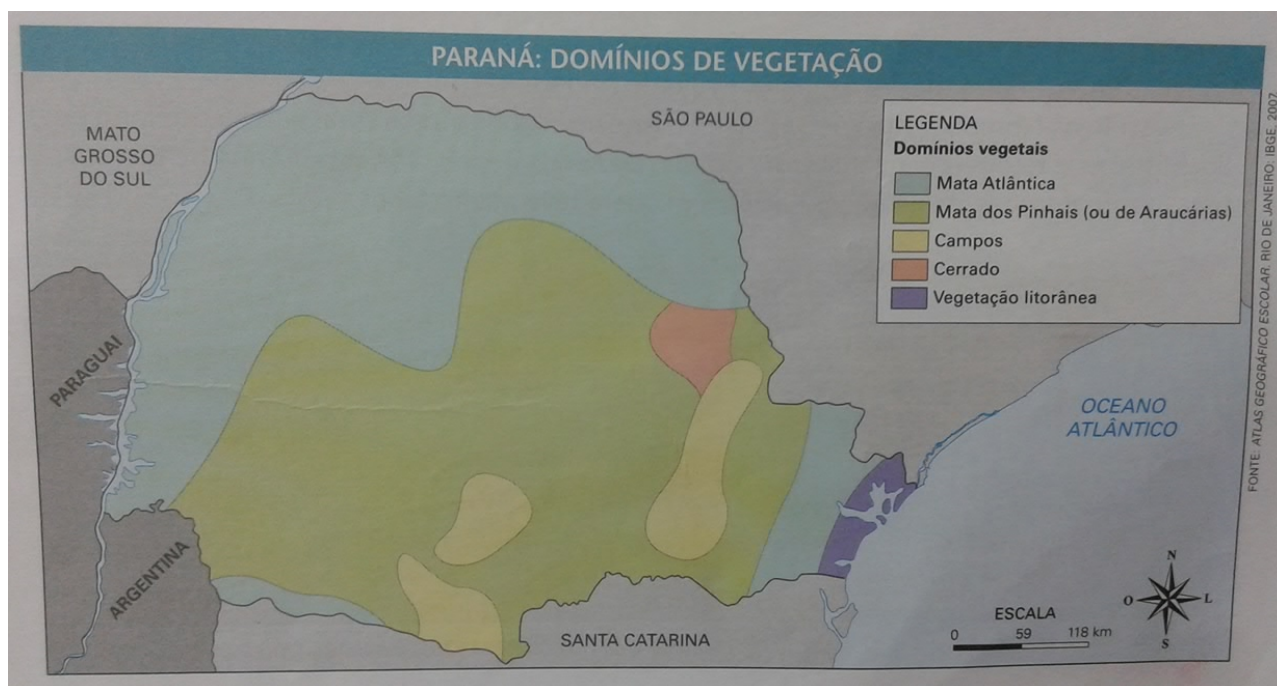 PARANÁ: DOMÍNIOS DE VEGETAÇÃO
MATO
GROSSO
DO SUL
SÃO PAULO
LEGENDA
Domínios vegetais
Mata Atlântica
Mata dos Pinhais (ou de Araucárias)
Campos
Cerrado
Vegetação litorânea
PARAGUAI
ARGENTINA
OCEANO
ATLÂNTICO
SANTA CATARINA
ESCALA
0 59 118 km
N
O L
S
FONTE: ATLAS GEOGRÁFICO ESCOLAR. RIO DE JANEIRO: IBGE, 2007.